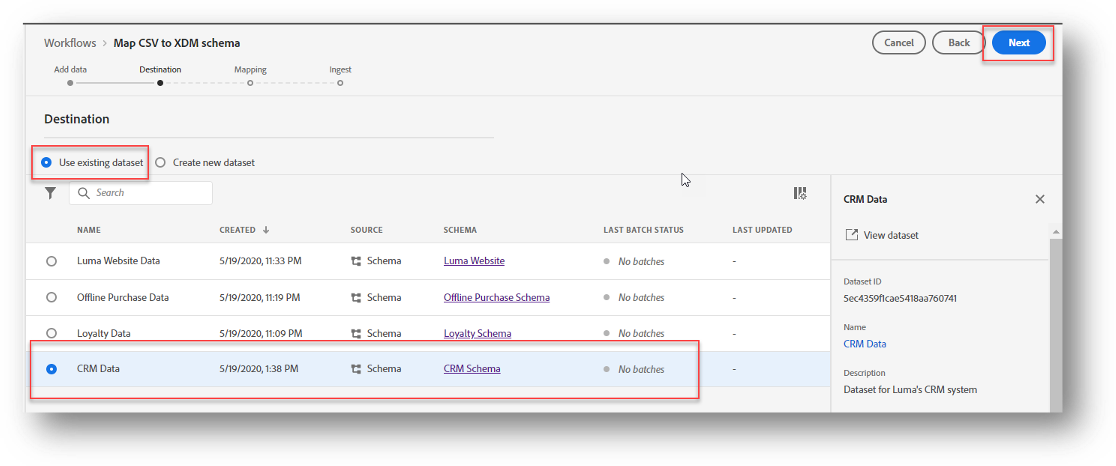 Workflows > Map CSV to XDM schema
Cancel Back Next
Add data Destination Mapping Ingest
Destination
Use existing dataset Create new dataset
Search
NAME CREATED ↓ SOURCE SCHEMA LAST BATCH STATUS LAST UPDATED
Luma Website Data 5/19/2020, 11:33 PM Schema Luma Website No batches -
Offline Purchase Data 5/19/2020, 11:19 PM Schema Offline Purchase Schema No batches -
Loyalty Data 5/19/2020, 11:09 PM Schema Loyalty Schema No batches -
CRM Data 5/19/2020, 1:38 PM Schema CRM Schema No batches -
CRM Data
View dataset
Dataset ID
5ec4359f1cae5418aa760741
Name
CRM Data
Description
Dataset for Luma's CRM system